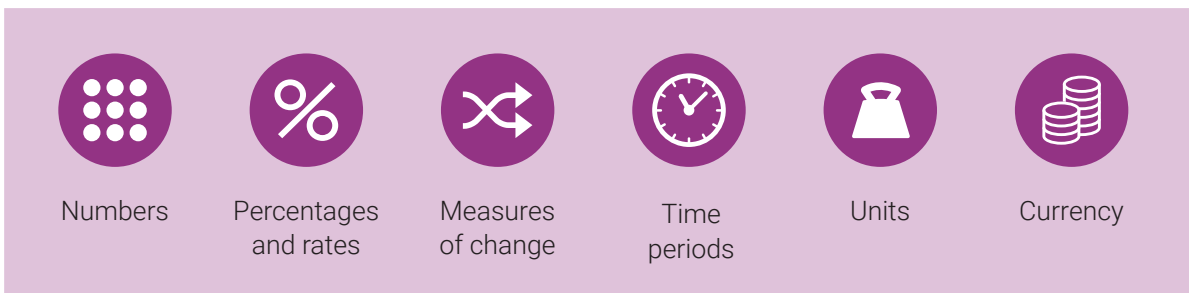 Numbers
Percentages
and rates
Measures
of change
Time
periods
Units
Currency